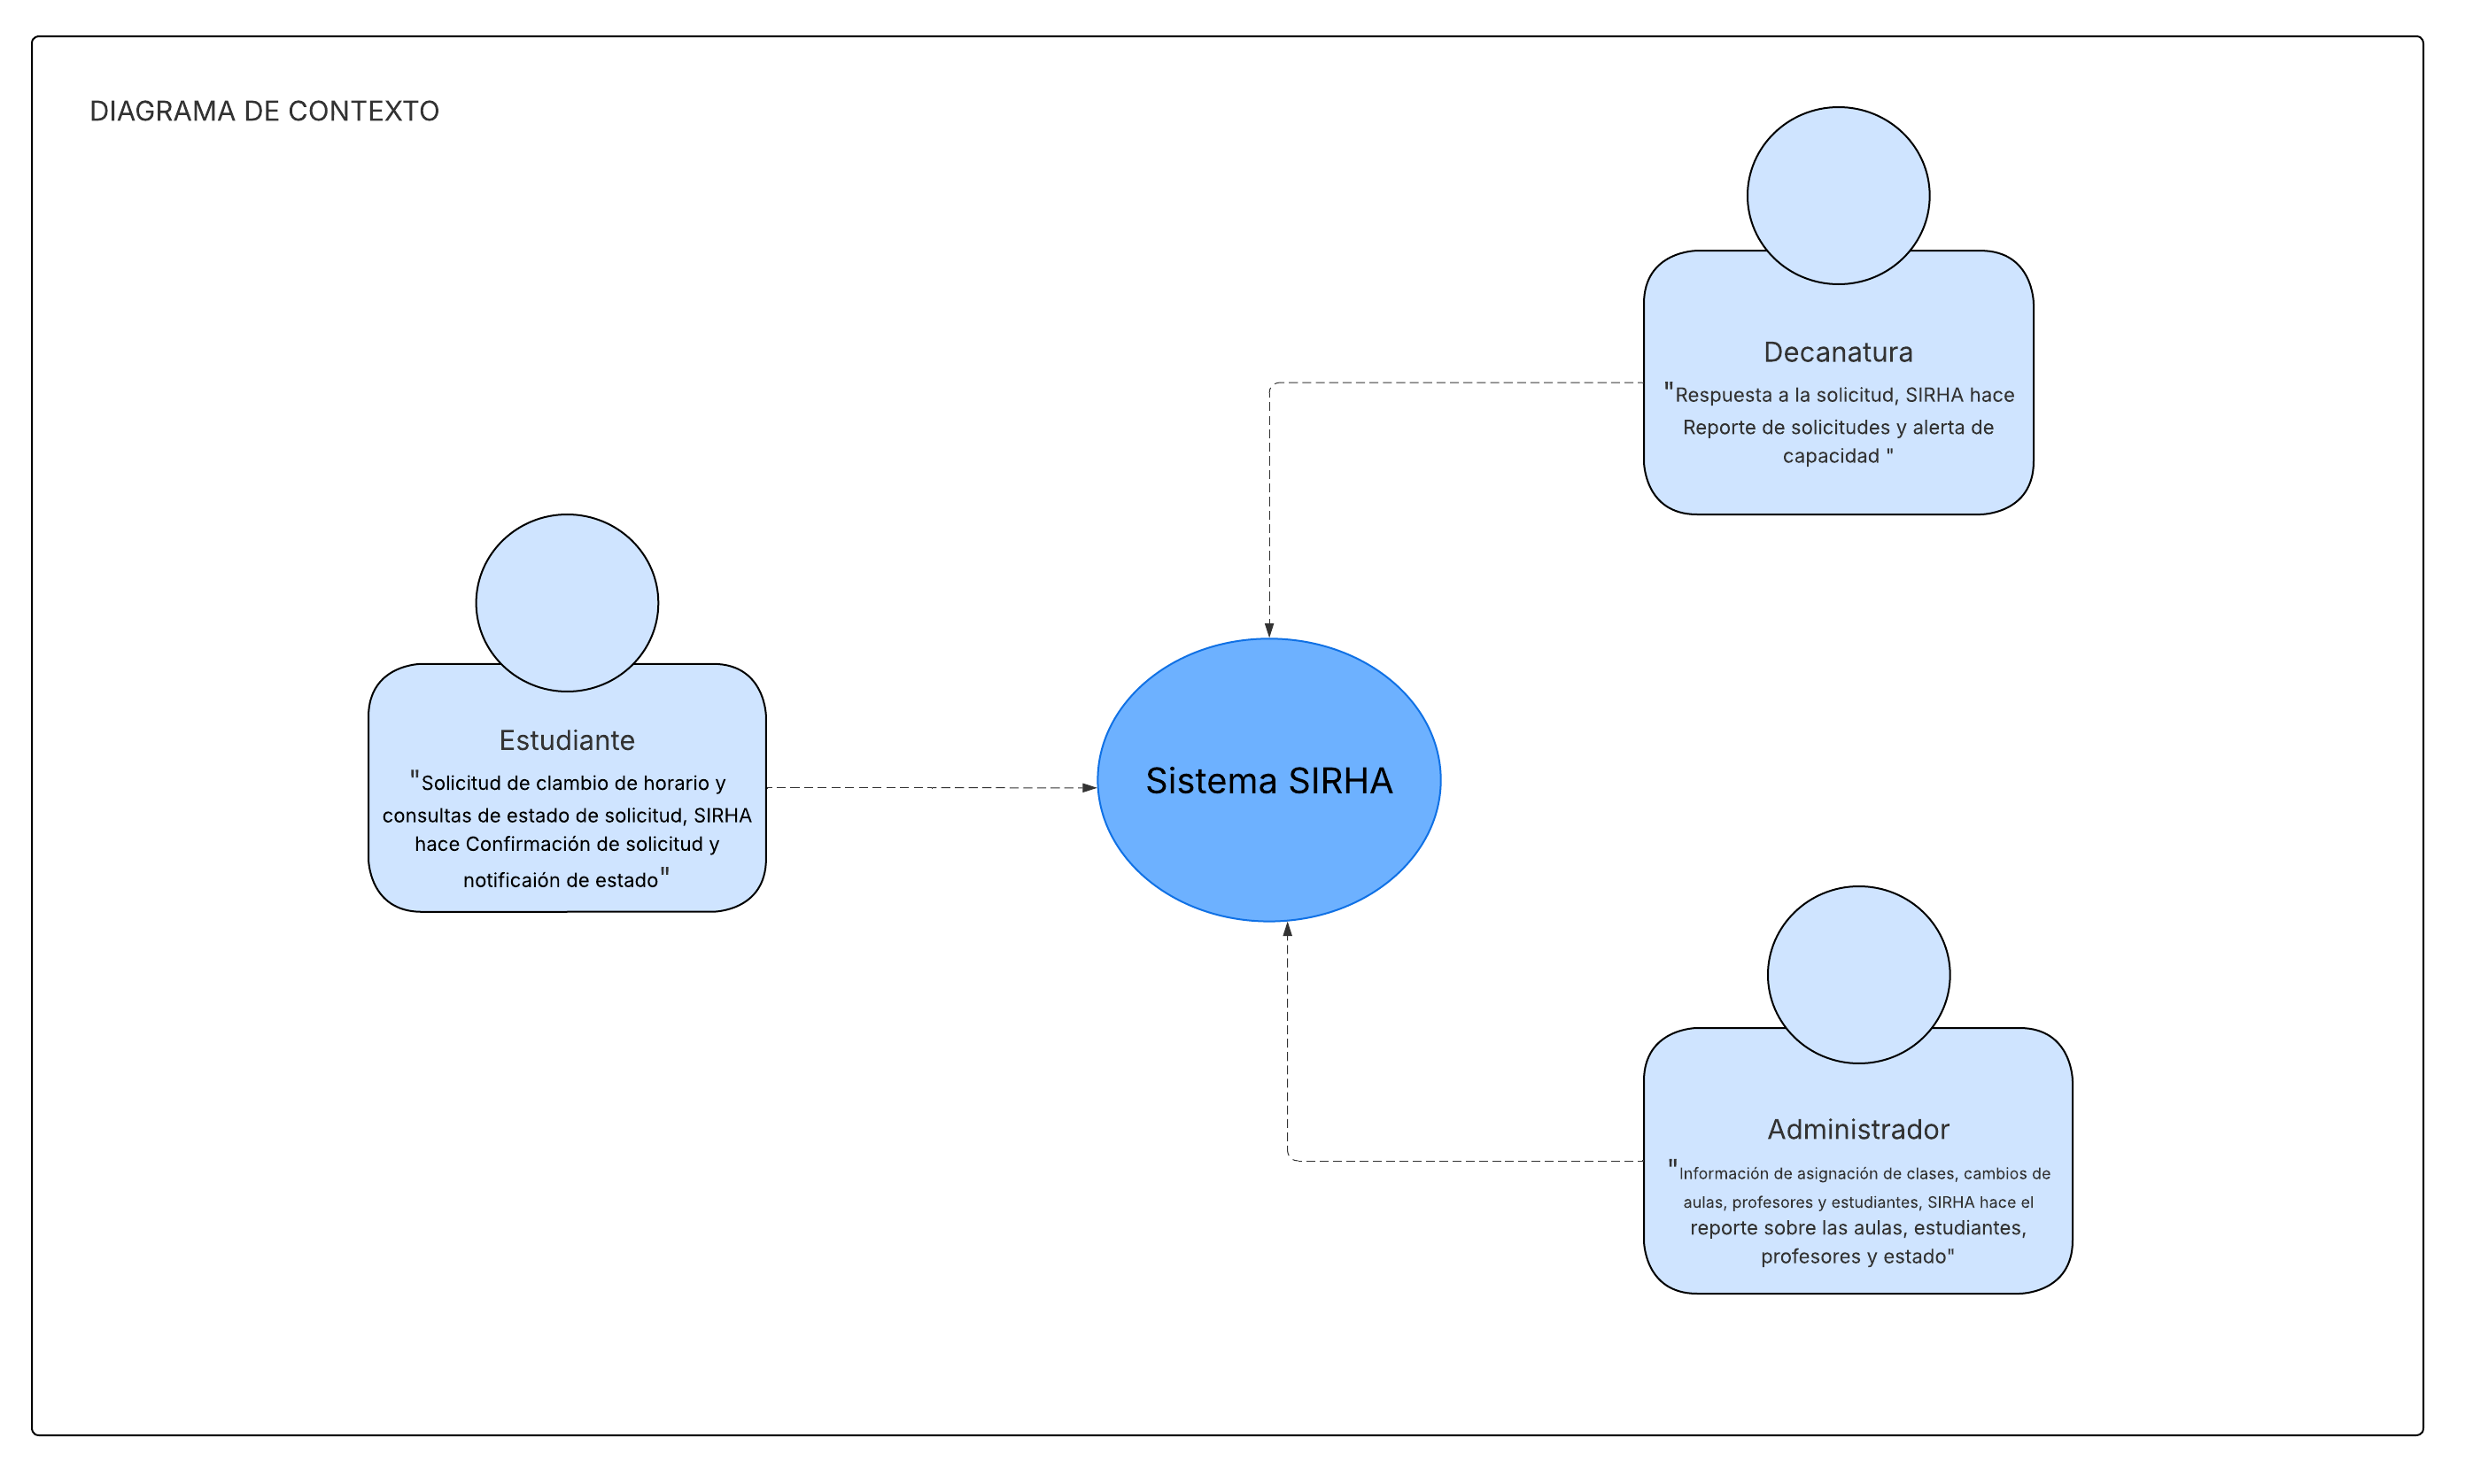 DIAGRAMA DE CONTEXTO
Decanatura
"Respuesta a la solicitud, SIRHA hace
Reporte de solicitudes y alerta de
capacidad "
Estudiante
"Solicitud de clambio de horario y
consultas de estado de solicitud, SIRHA
hace Confirmación de solicitud y
notificaión de estado"
Sistema SIRHA
Administrador
"Información de asignación de clases, cambios de
aulas, profesores y estudiantes, SIRHA hace el
reporte sobre las aulas, estudiantes,
profesores y estado"